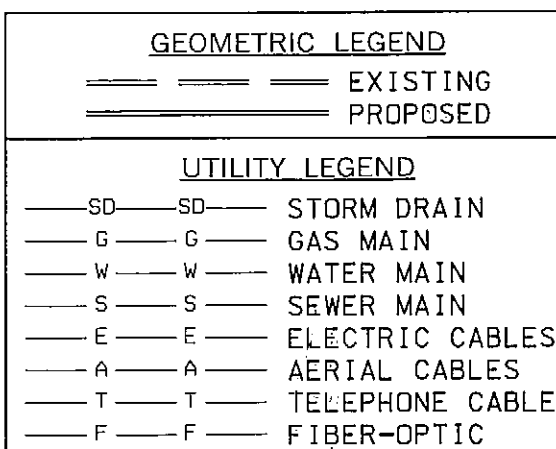 GEOMETRIC LEGEND
EXISTING
PROPOSED
UTILITY LEGEND
SD SD STORM DRAIN
G G GAS MAIN
W W WATER MAIN
S S SEWER MAIN
E E ELECTRIC CABLES
A A AERIAL CABLES
T T TELEPHONE CABLE
F F FIBER-OPTIC